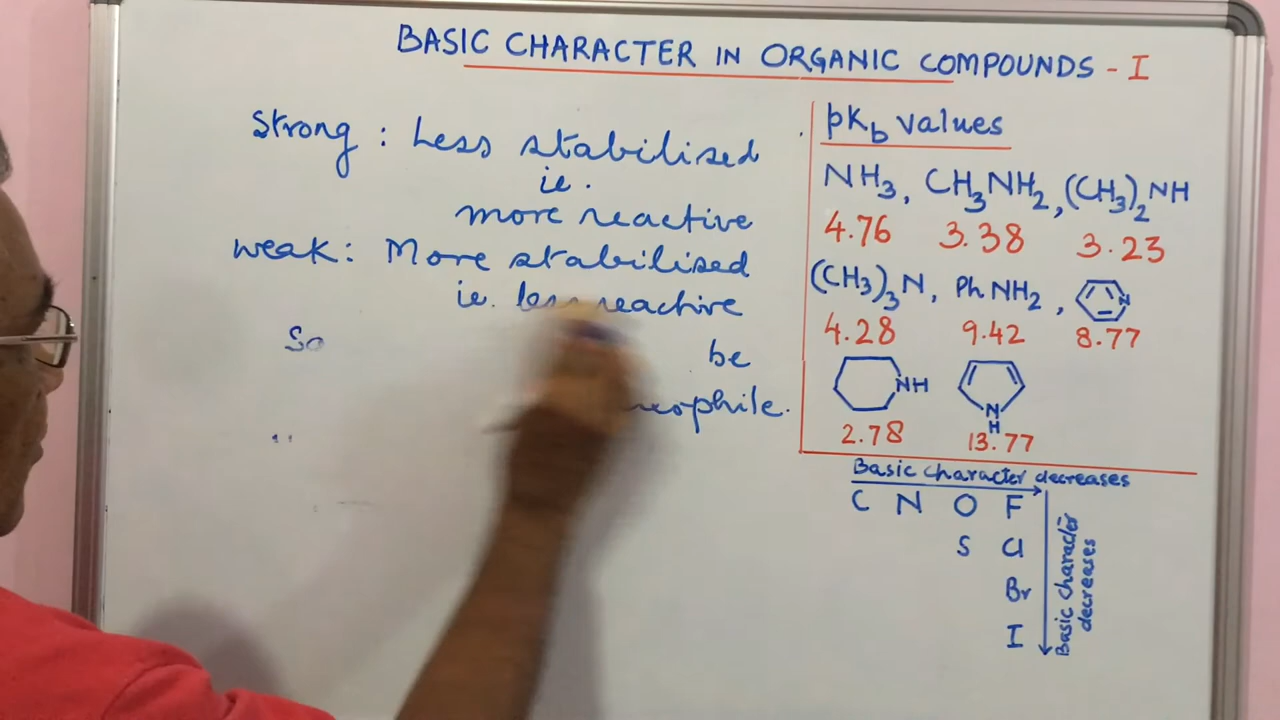 BASIC CHARACTER IN ORGANIC COMPOUNDS - I
Strong : Less stabilised
ie.
more reactive
weak : More stabilised
ie. less reactive
So
be
pKb values
NH3, CH3NH2, (CH3)2NH
4.76 3.38 3.23
(CH3)3N, PhNH2, N
4.28 9.42 8.77
NH N
H
2.78 13.77
Basic character decreases
C N O F
S Cl
Br
I
Basic character
decreases